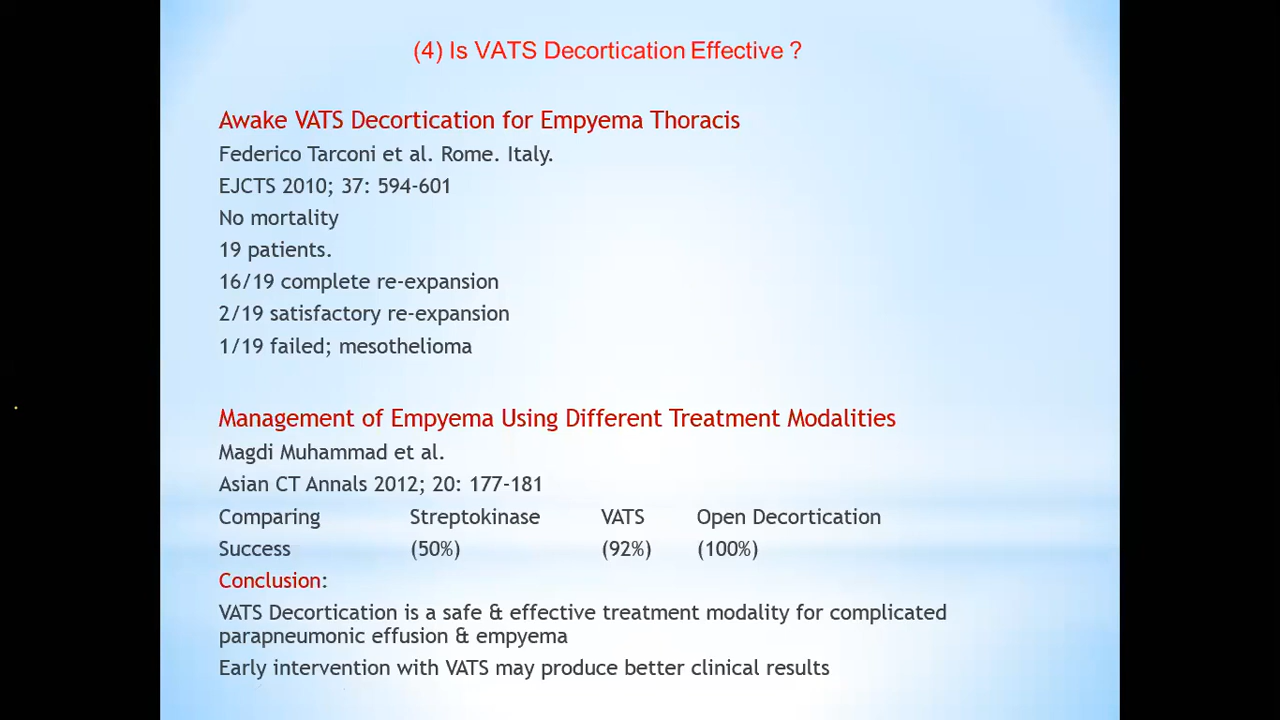 (4) Is VATS Decortication Effective ?
Awake VATS Decortication for Empyema Thoracis
Federico Tarconi et al. Rome. Italy.
EJCTS 2010; 37: 594-601
No mortality
19 patients.
16/19 complete re-expansion
2/19 satisfactory re-expansion
1/19 failed; mesothelioma
Management of Empyema Using Different Treatment Modalities
Magdi Muhammad et al.
Asian CT Annals 2012; 20: 177-181
Comparing Streptokinase VATS Open Decortication
Success (50%) (92%) (100%)
Conclusion:
VATS Decortication is a safe & effective treatment modality for complicated
parapneumonic effusion & empyema
Early intervention with VATS may produce better clinical results